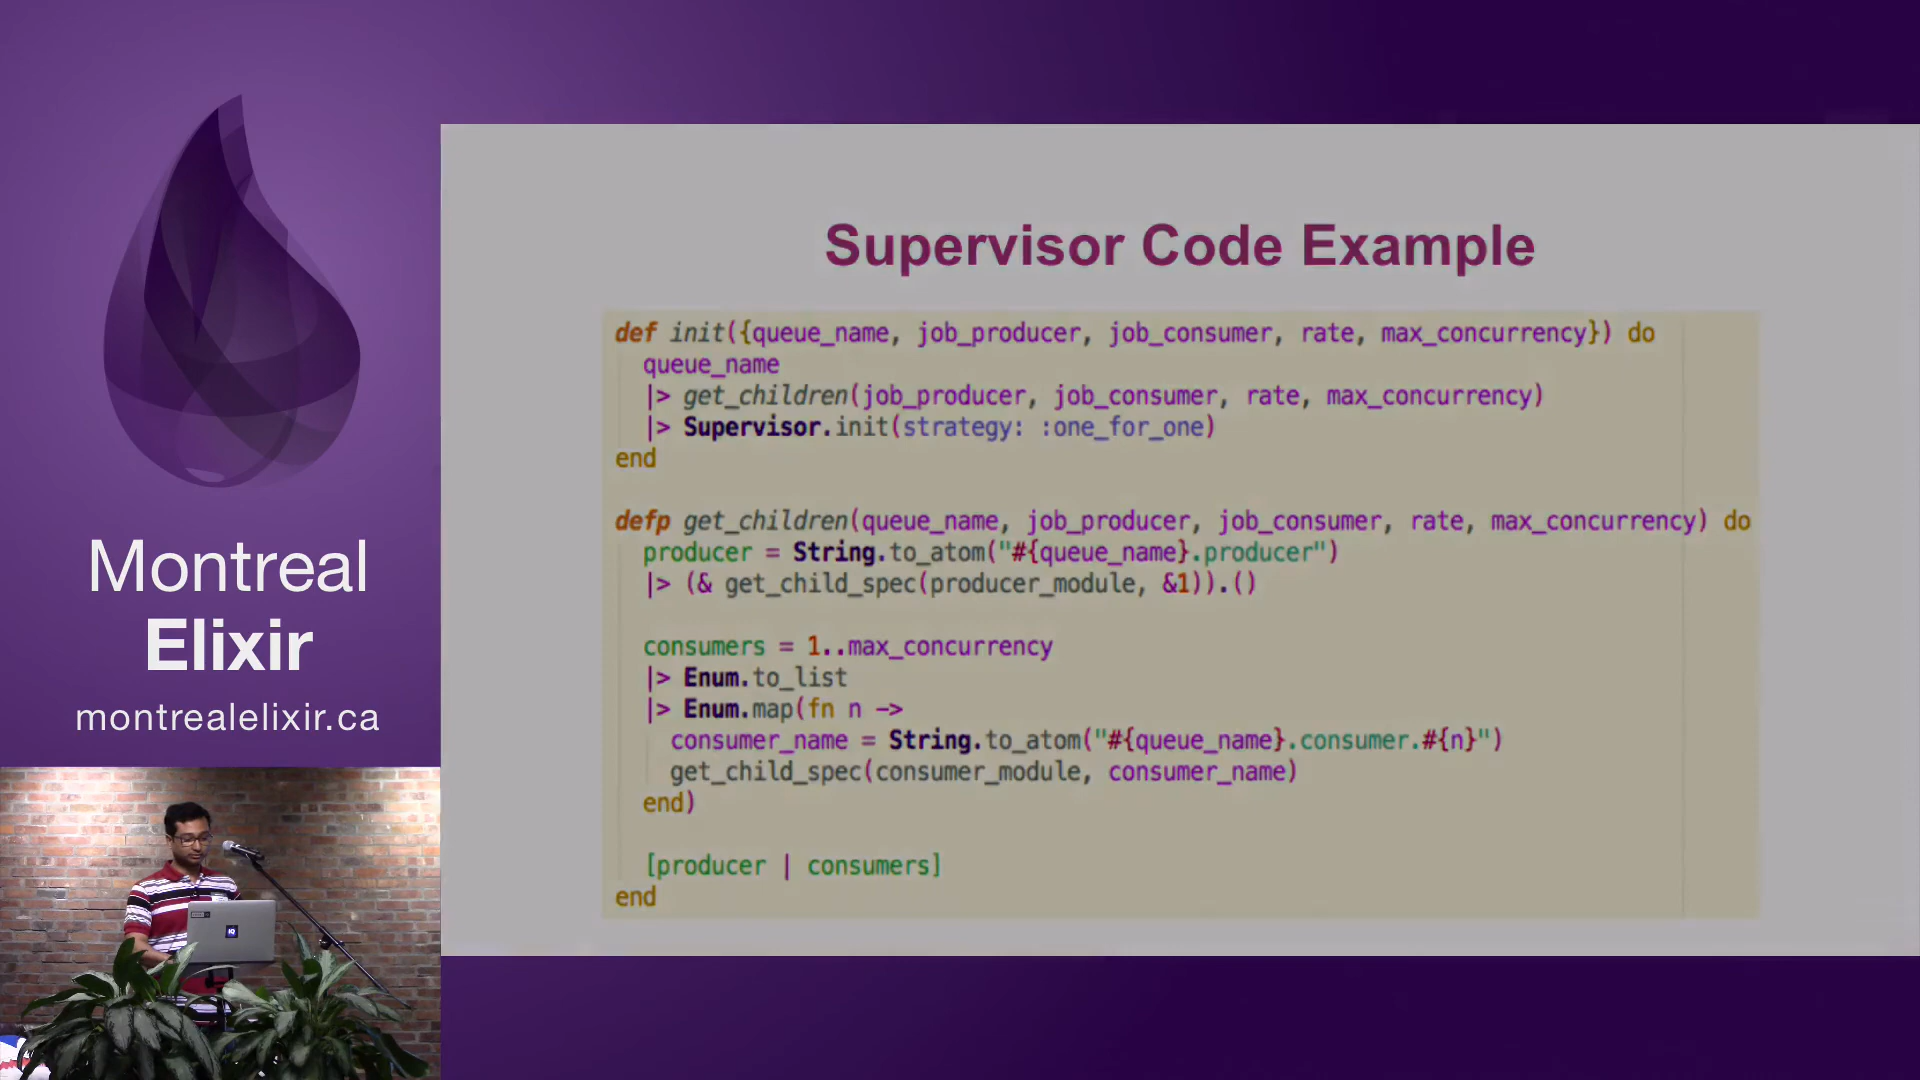 Montreal
Elixir
montrealelixir.ca
Supervisor Code Example
def init({queue_name, job_producer, job_consumer, rate, max_concurrency}) do
  queue_name
  |> get_children(job_producer, job_consumer, rate, max_concurrency)
  |> Supervisor.init(strategy: :one_for_one)
end
defp get_children(queue_name, job_producer, job_consumer, rate, max_concurrency) do
  producer = String.to_atom("#{queue_name}.producer")
  |> (& get_child_spec(producer_module, &1)).()
  consumers = 1..max_concurrency
  |> Enum.to_list
  |> Enum.map(fn n ->
    consumer_name = String.to_atom("#{queue_name}.consumer.#{n}")
    get_child_spec(consumer_module, consumer_name)
  end)
  [producer | consumers]
end